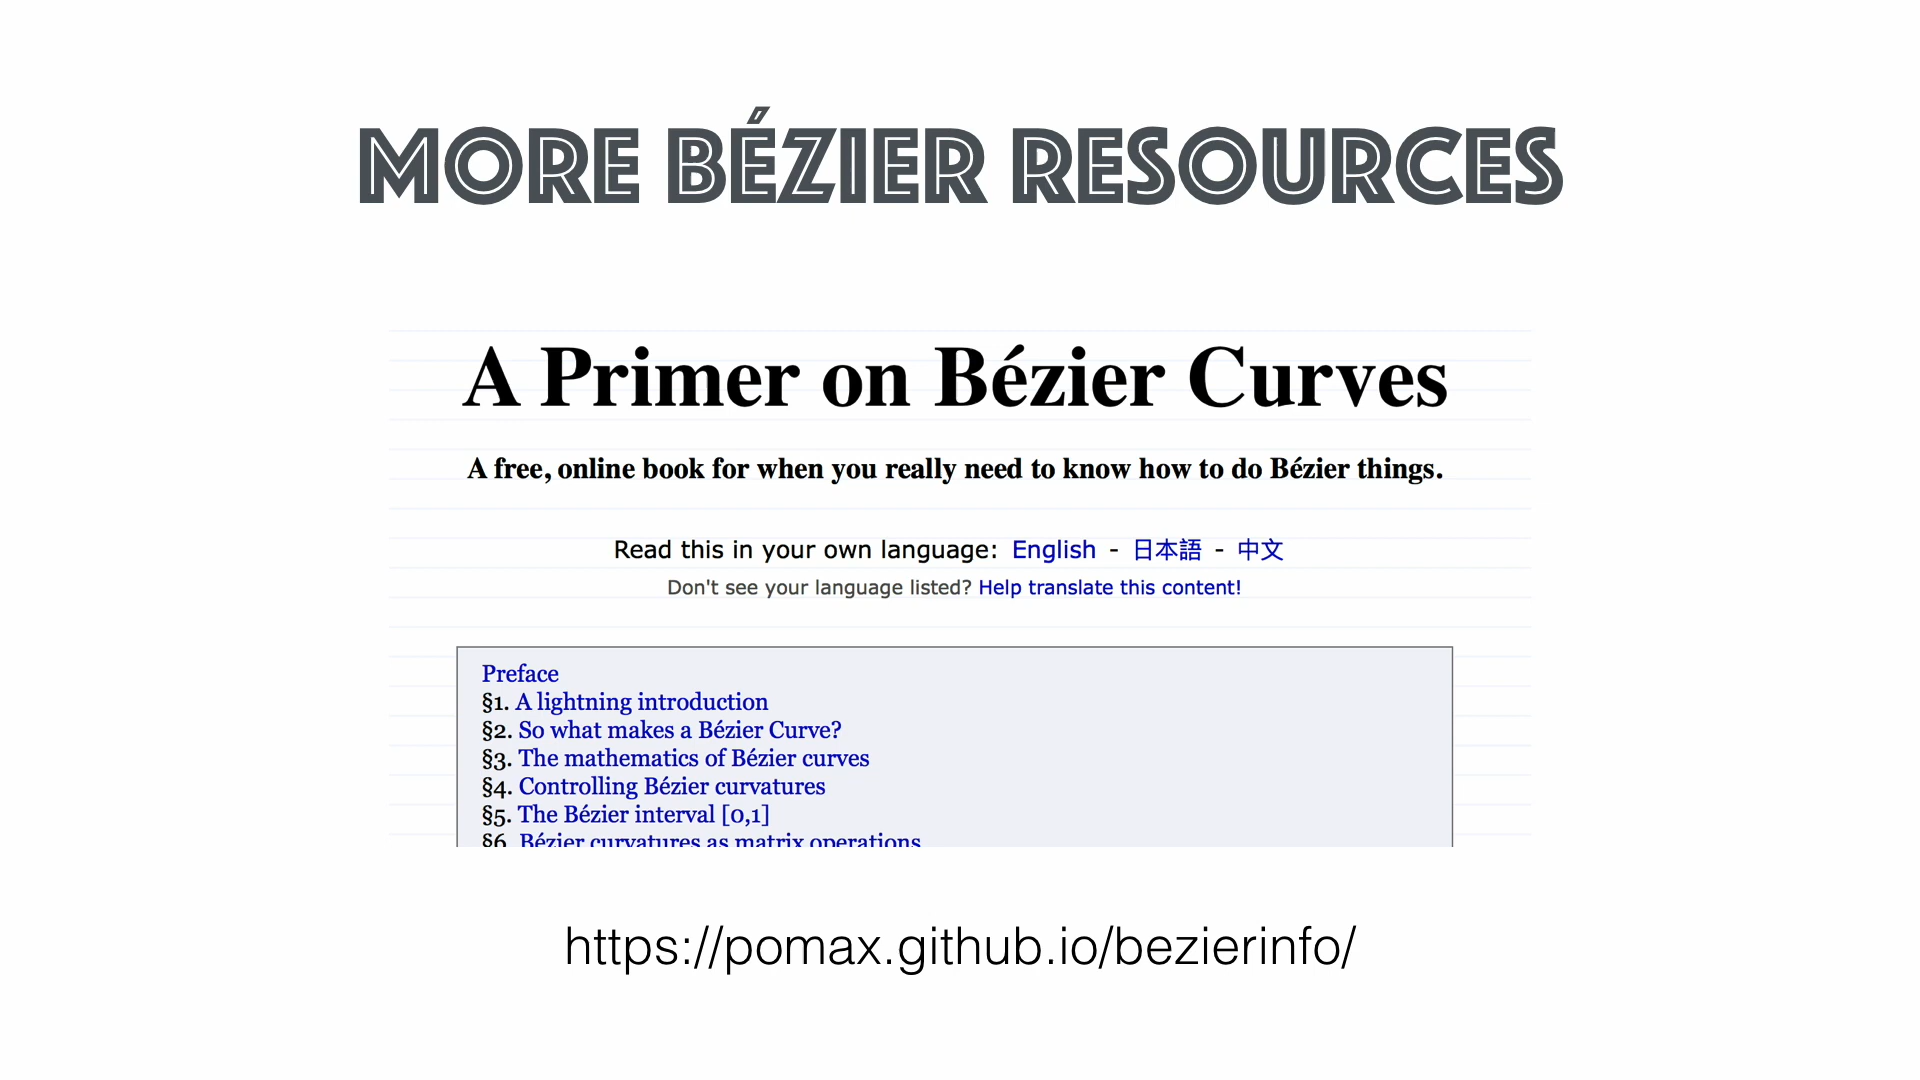 MORE BÉZIER RESOURCES
A Primer on Bézier Curves
A free, online book for when you really need to know how to do Bézier things.
Read this in your own language: English - 日本語 - 中文
Don't see your language listed? Help translate this content!
Preface
§1. A lightning introduction
§2. So what makes a Bézier Curve?
§3. The mathematics of Bézier curves
§4. Controlling Bézier curvatures
§5. The Bézier interval [0,1]
§6. Bézier curvatures as matrix operations
https://pomax.github.io/bezierinfo/